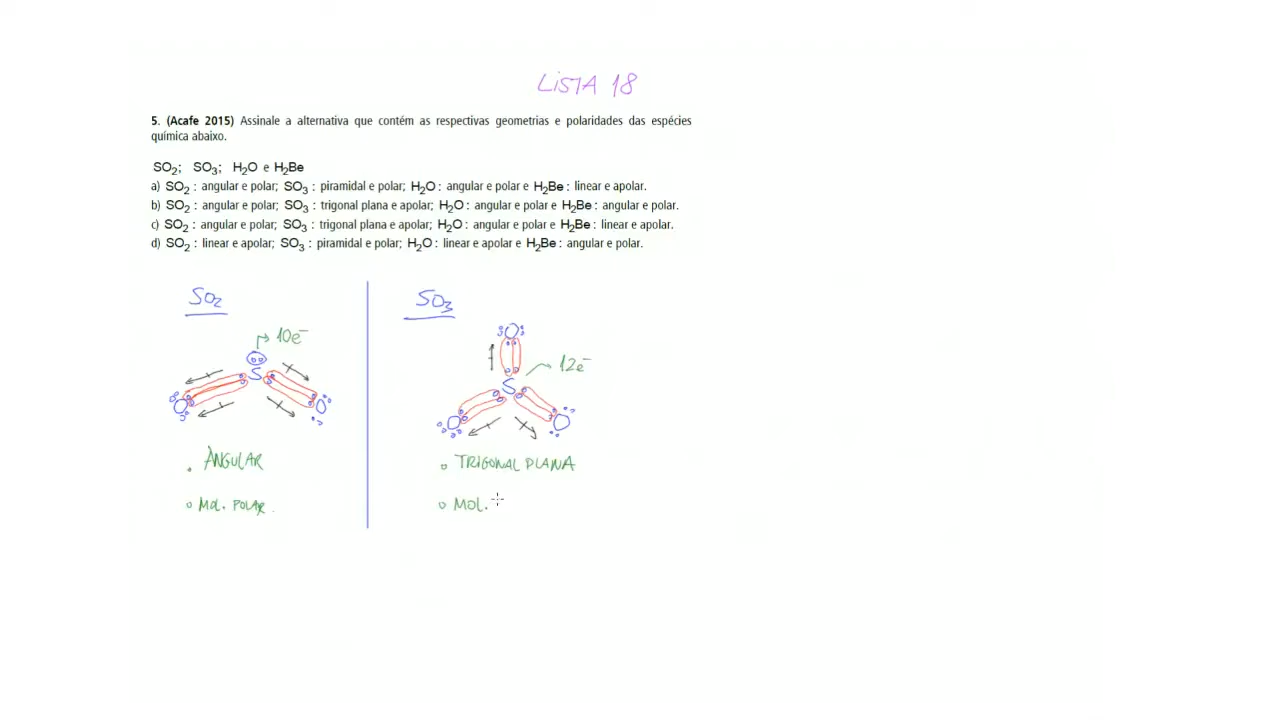 LISTA 18
5. (Acafe 2015) Assinale a alternativa que contém as respectivas geometrias e polaridades das espécies
química abaixo.
SO₂; SO₃; H₂O e H₂Be
a) SO₂ : angular e polar; SO₃ : piramidal e polar; H₂O : angular e polar e H₂Be : linear e apolar.
b) SO₂ : angular e polar; SO₃ : trigonal plana e apolar; H₂O : angular e polar e H₂Be : angular e polar.
c) SO₂ : angular e polar; SO₃ : trigonal plana e apolar; H₂O : angular e polar e H₂Be : linear e apolar.
d) SO₂ : linear e apolar; SO₃ : piramidal e polar; H₂O : linear e apolar e H₂Be : angular e polar.
SO₂
10e⁻
S
O O
ANGULAR
MOL. POLAR.
SO₃
O
12e⁻
S
O O
TRIGONAL PLANA
MOL.